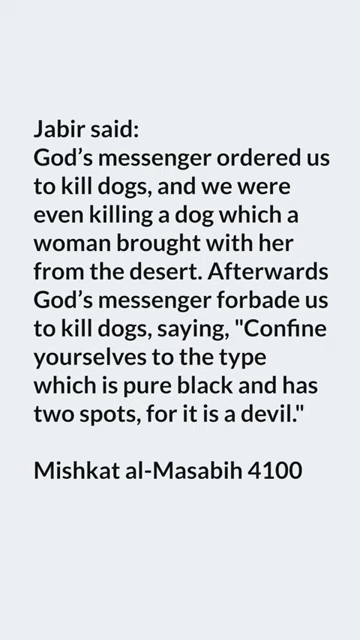 Jabir said:
God’s messenger ordered us
to kill dogs, and we were
even killing a dog which a
woman brought with her
from the desert. Afterwards
God’s messenger forbade us
to kill dogs, saying, "Confine
yourselves to the type
which is pure black and has
two spots, for it is a devil."
Mishkat al-Masabih 4100